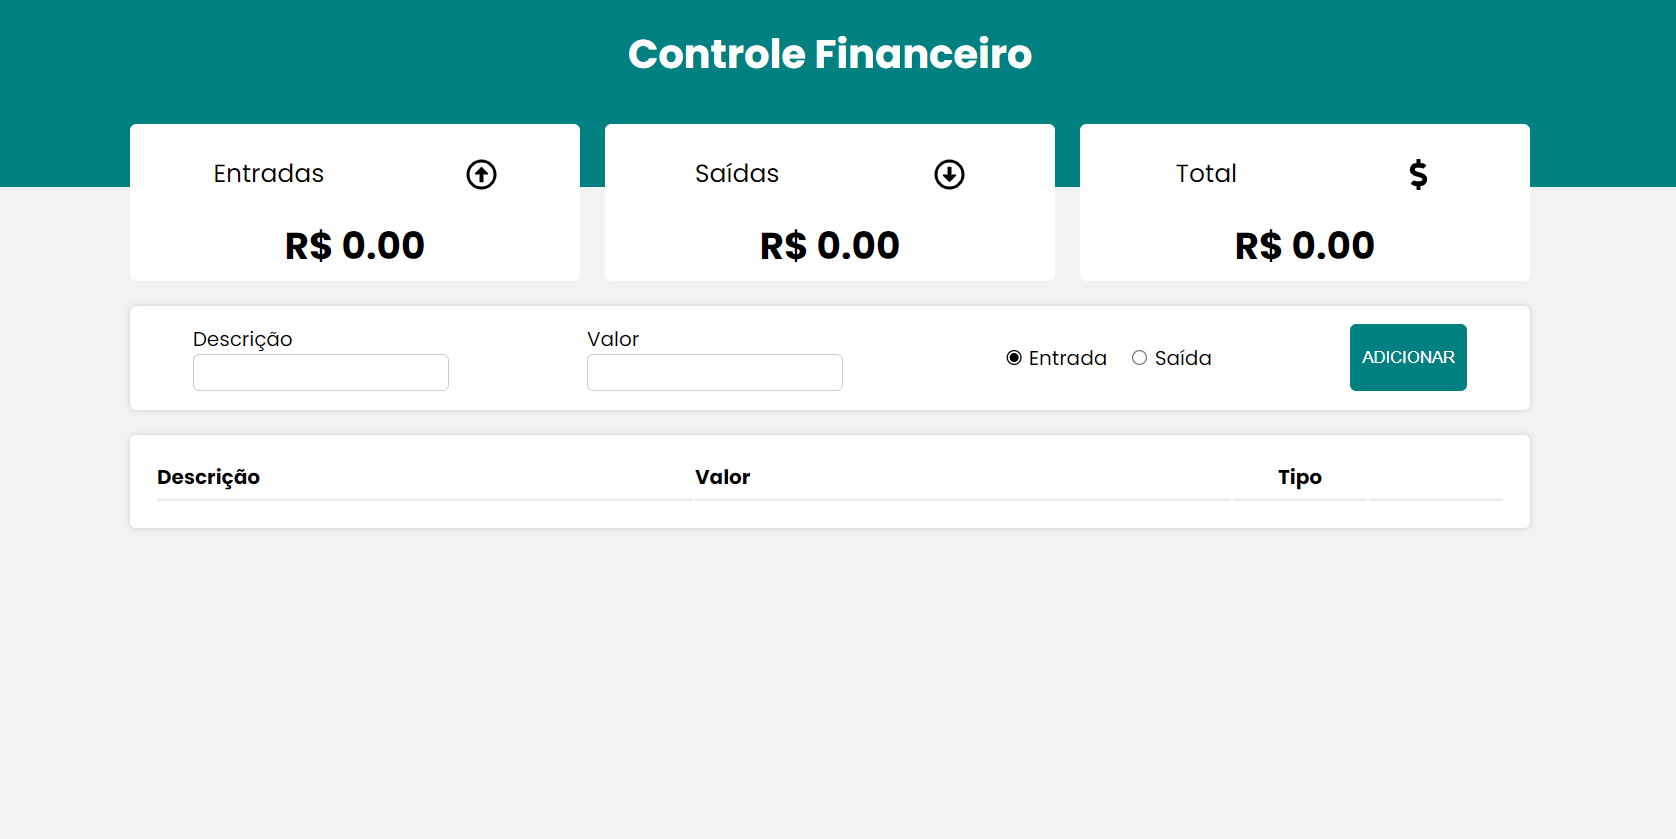 Controle Financeiro
Entradas
R$ 0.00
Saídas
R$ 0.00
Total
R$ 0.00
Descrição
Valor
Entrada
Saída
ADICIONAR
Descrição Valor Tipo